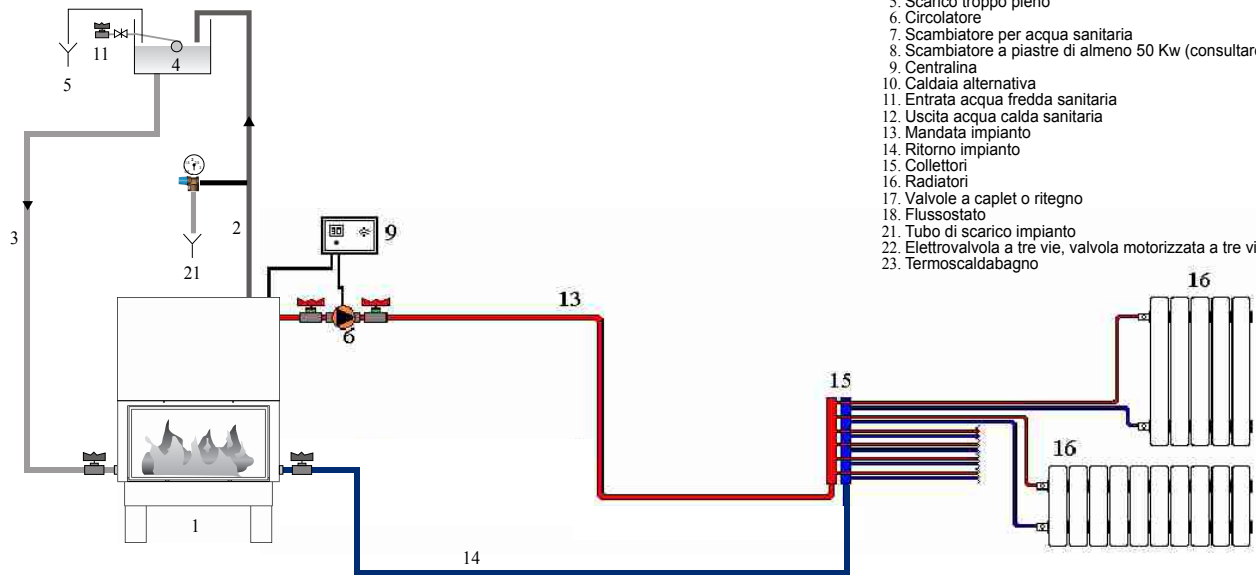 5. Scarico troppo pieno
6. Circolatore
7. Scambiatore per acqua sanitaria
8. Scambiatore a piastre di almeno 50 Kw (consultare
9. Centralina
10. Caldaia alternativa
11. Entrata acqua fredda sanitaria
12. Uscita acqua calda sanitaria
13. Mandata impianto
14. Ritorno impianto
15. Collettori
16. Radiatori
17. Valvole a caplet o ritegno
18. Flussostato
21. Tubo di scarico impianto
22. Elettrovalvola a tre vie, valvola motorizzata a tre vi
23. Termoscaldabagno
11
4
5
3
2
21
9
13
6
16
15
16
1
14